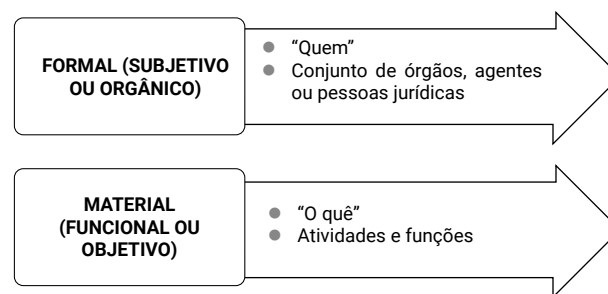 FORMAL (SUBJETIVO
OU ORGÂNICO)
“Quem”
Conjunto de órgãos, agentes
ou pessoas jurídicas
MATERIAL
(FUNCIONAL OU
OBJETIVO)
“O quê”
Atividades e funções